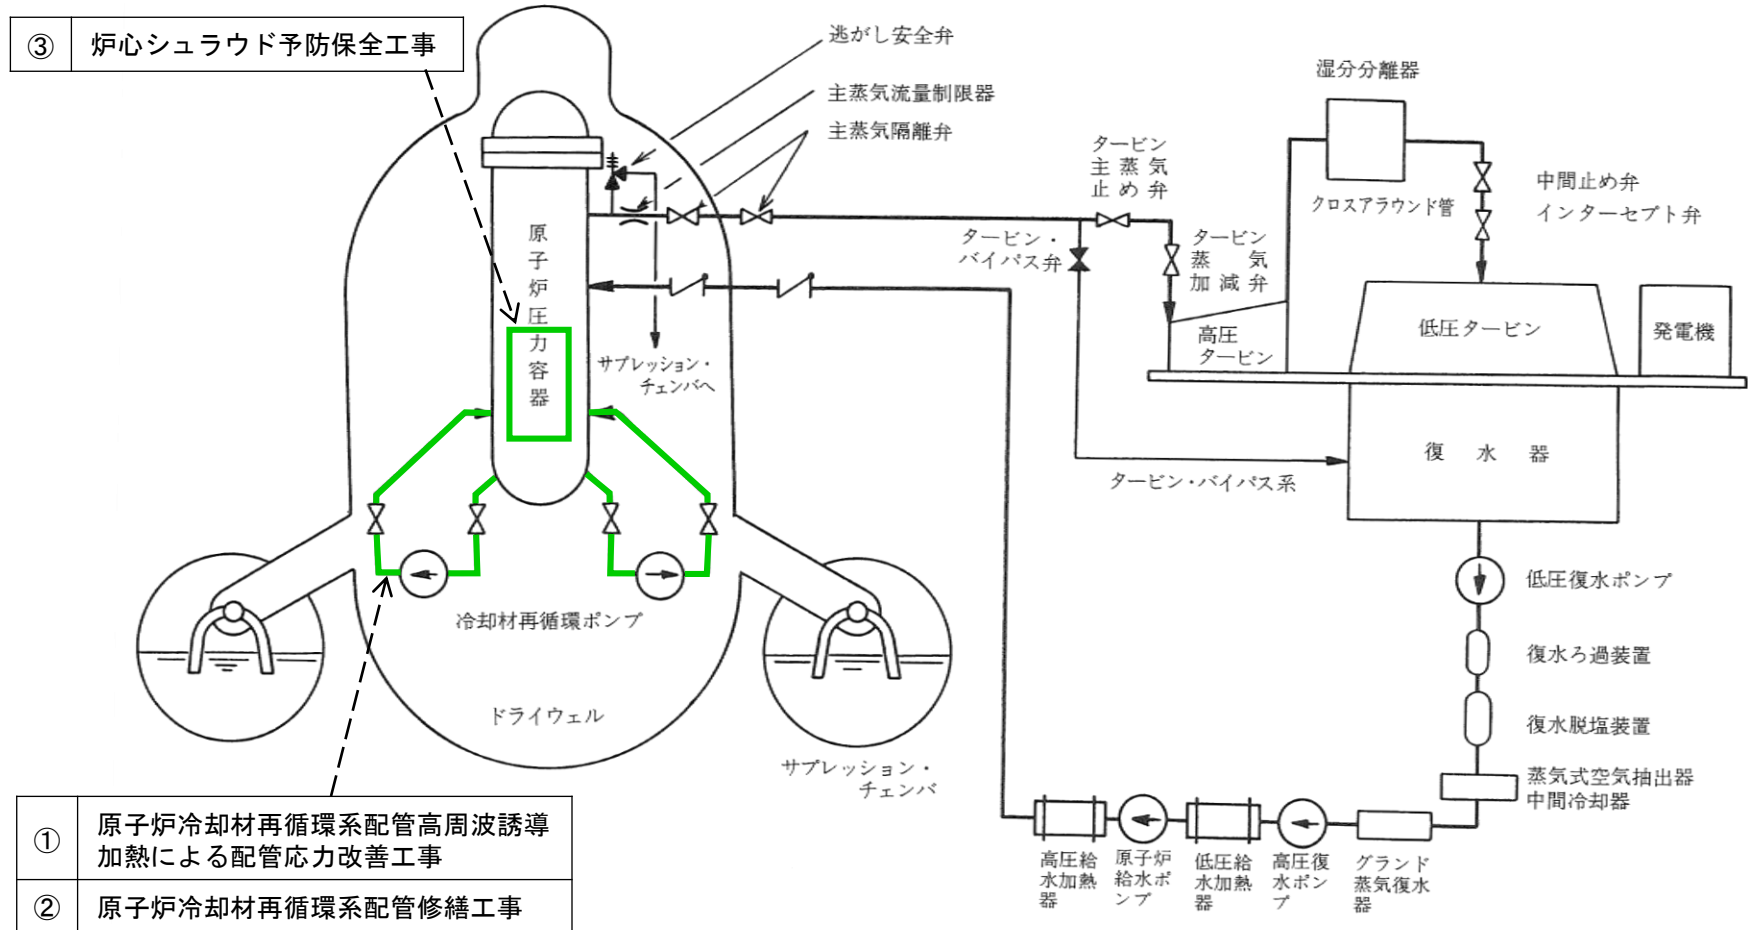 ③ 炉心シュラウド予防保全工事
逃がし安全弁
主蒸気流量制限器
主蒸気隔離弁
湿分分離器
タービン
主蒸気
止め弁
クロスアラウンド管
中間止め弁
インターセプト弁
タービン・
バイパス弁
タービン
蒸気
加減弁
原子炉圧力容器
サプレッション・
チェンバへ
高圧
タービン
低圧タービン
発電機
復水器
タービン・バイパス系
冷却材再循環ポンプ
ドライウェル
サプレッション・
チェンバ
低圧復水ポンプ
復水ろ過装置
復水脱塩装置
蒸気式空気抽出器
中間冷却器
高圧給
水加熱
器
原子炉
給水ポ
ンプ
低圧給
水加熱
器
高圧復
水ポン
プ
グランド
蒸気復水
器
① 原子炉冷却材再循環系配管高周波誘導
加熱による配管応力改善工事
② 原子炉冷却材再循環系配管修繕工事